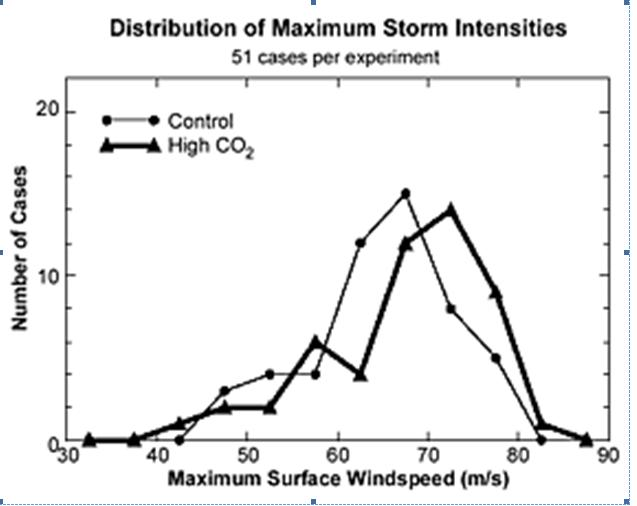 Distribution of Maximum Storm Intensities
51 cases per experiment
Control
High CO₂
Number of Cases
20
10
0
30 40 50 60 70 80 90
Maximum Surface Windspeed (m/s)